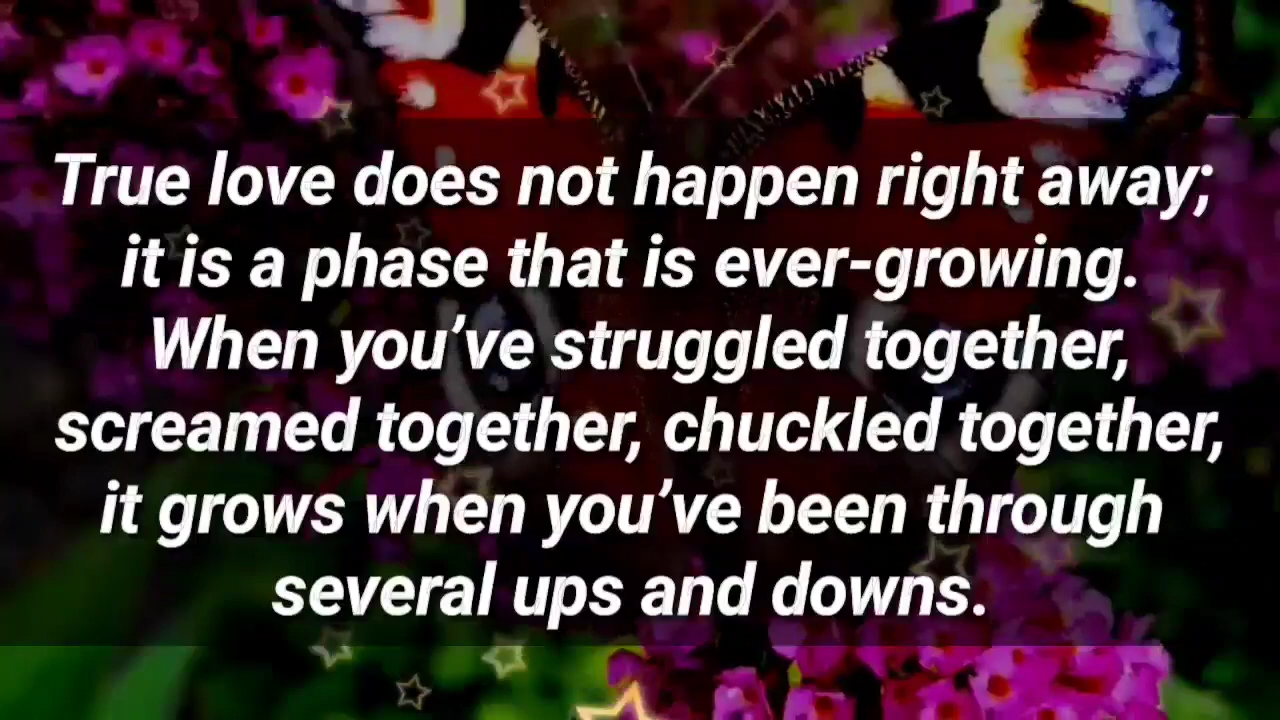 True love does not happen right away;
it is a phase that is ever-growing.
When you’ve struggled together,
screamed together, chuckled together,
it grows when you’ve been through
several ups and downs.